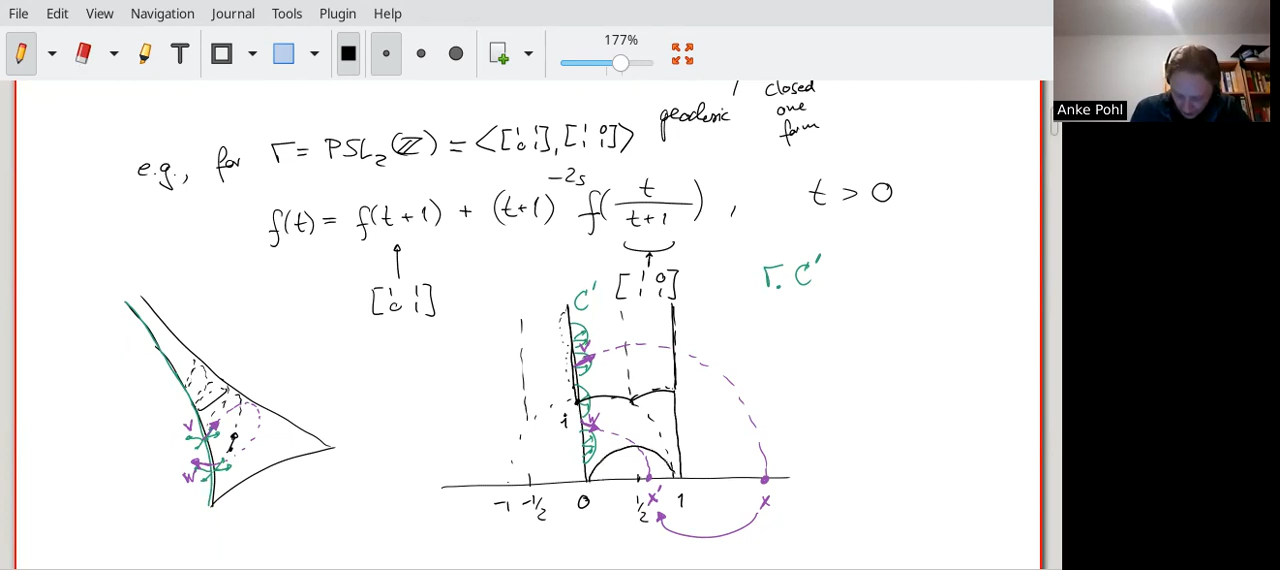 File Edit View Navigate Journal Tools Plugin Help
T 177%
Anke Pohl
geodesic / closed
one
form
e.g., for Γ = PSL₂(ℤ) = <[1 1; 0 1], [1 0; 1 1]>
f(t) = f(t+1) + (t+1)^{-2s} f(t/(t+1)), t > 0
[1 1; 0 1] [1 0; 1 1] Γ. C'
C'
v
v
i
w
w
-1 -1/2 0 1/2 x' 1 x